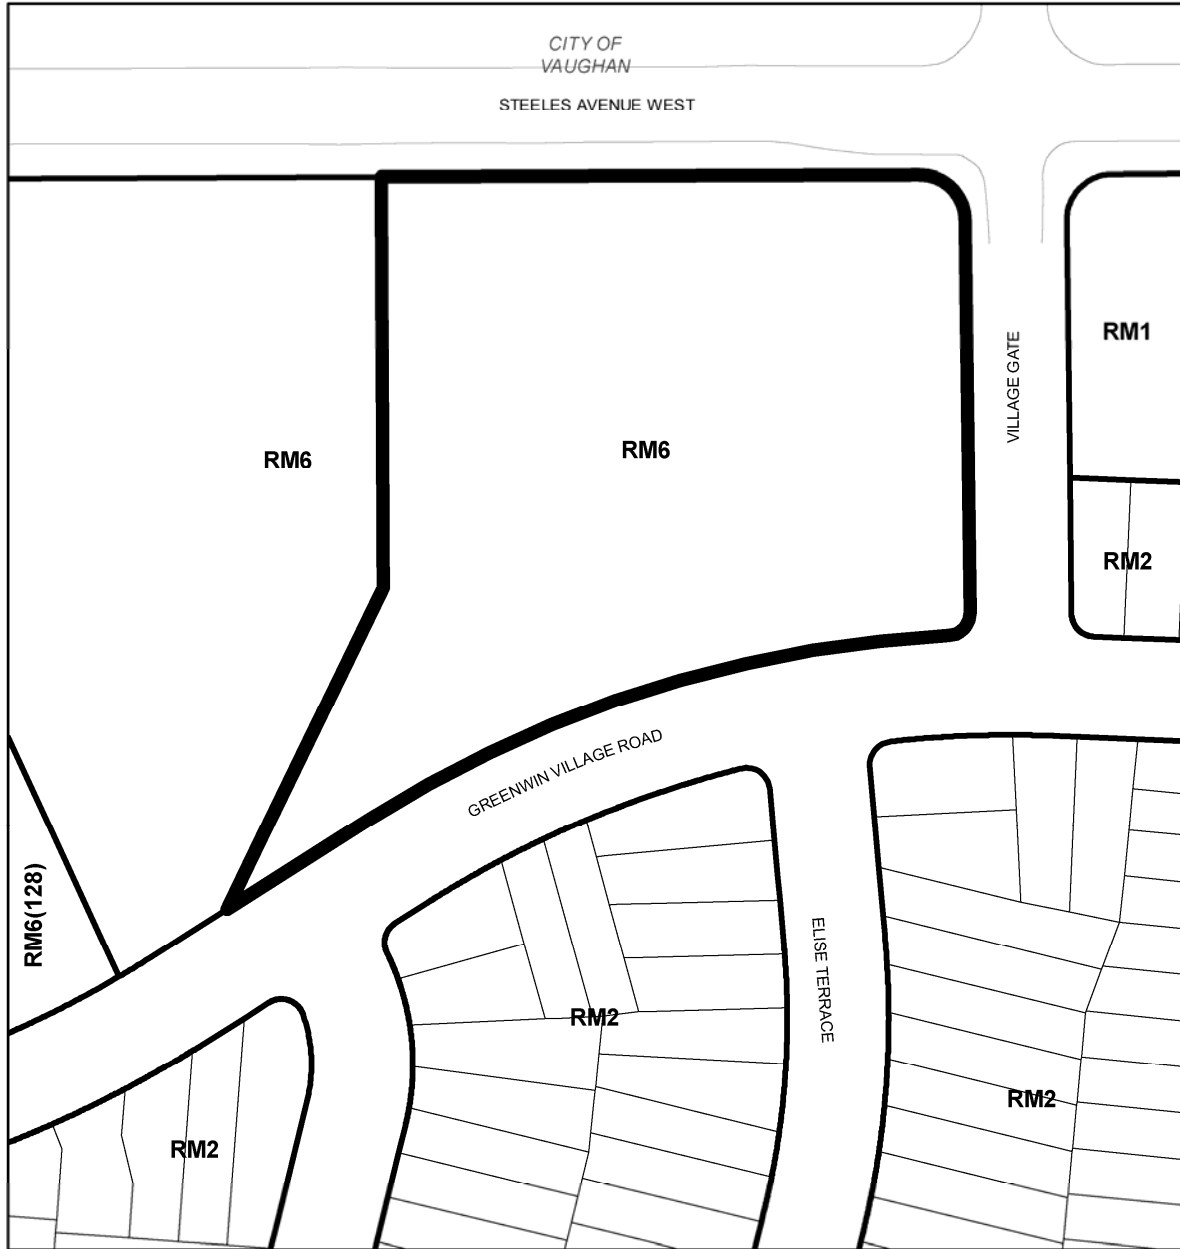 CITY OF
VAUGHAN
STEELES AVENUE WEST
RM1
VILLAGE GATE
RM6
RM6
RM2
GREENWIN VILLAGE ROAD
RM6(128)
ELISE TERRACE
RM2
RM2
RM2